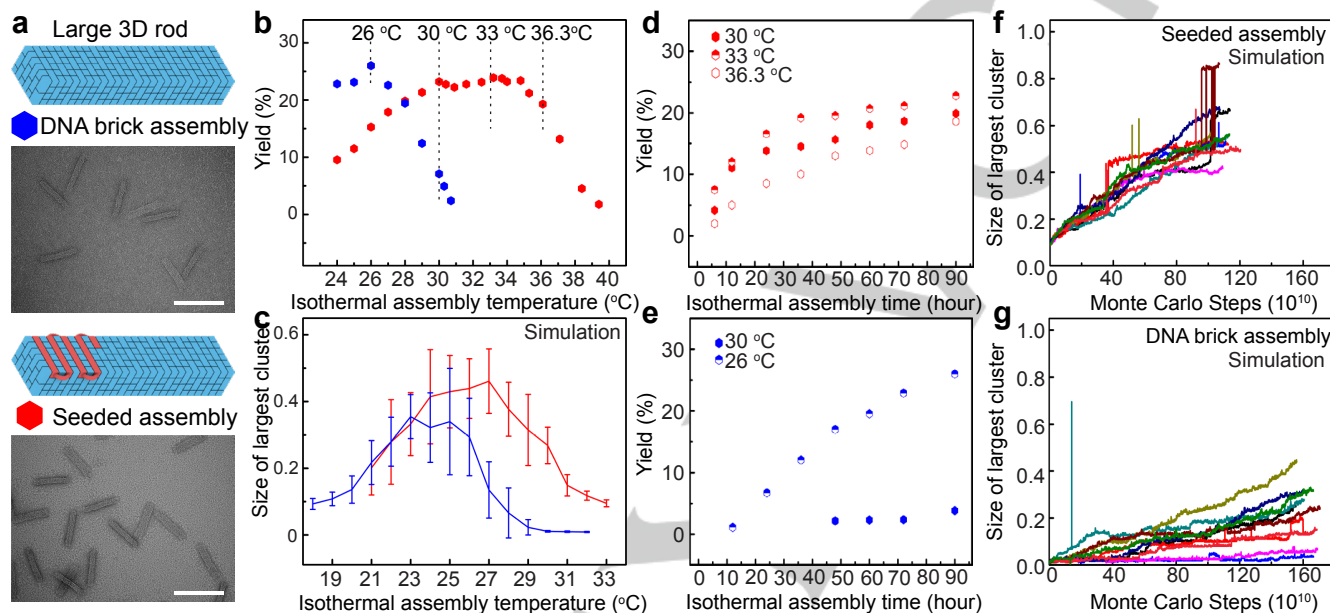 a
Large 3D rod
DNA brick assembly
Seeded assembly
b
26 °C
30 °C
33 °C
36.3°C
Yield (%)
30
20
10
0
24 26 28 30 32 34 36 38 40
Isothermal assembly temperature (°C)
c
Simulation
Size of largest cluster
0.6
0.4
0.2
0
19 21 23 25 27 29 31 33
Isothermal assembly temperature (°C)
d
30 °C
33 °C
36.3 °C
Yield (%)
30
20
10
0
0 10 20 30 40 50 60 70 80 90
Isothermal assembly time (hour)
e
30 °C
26 °C
Yield (%)
30
20
10
0
0 10 20 30 40 50 60 70 80 90
Isothermal assembly time (hour)
f
Seeded assembly
Simulation
Size of largest cluster
1.0
0.8
0.6
0.4
0.2
0.0
0 40 80 120 160
Monte Carlo Steps (10¹⁰)
g
DNA brick assembly
Simulation
Size of largest cluster
1.0
0.8
0.6
0.4
0.2
0.0
0 40 80 120 160
Monte Carlo Steps (10¹⁰)